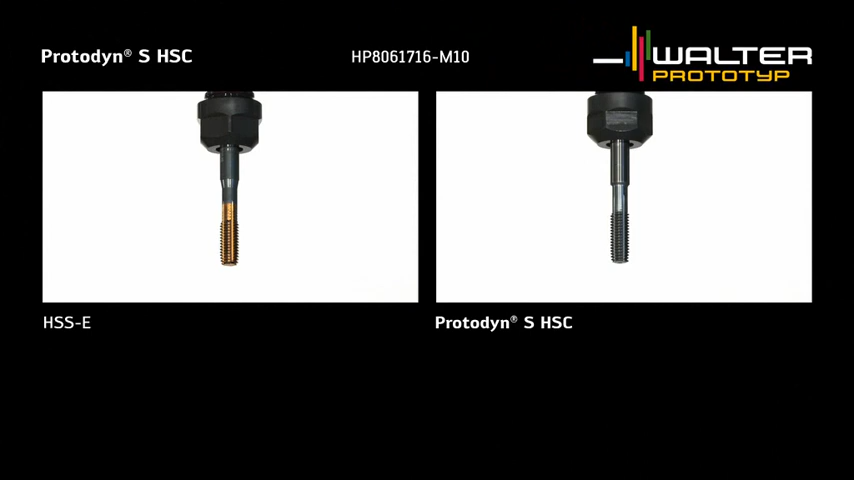 Protodyn® S HSC
HP8061716-M10
WALTER
PROTOTYP
HSS-E
Protodyn® S HSC